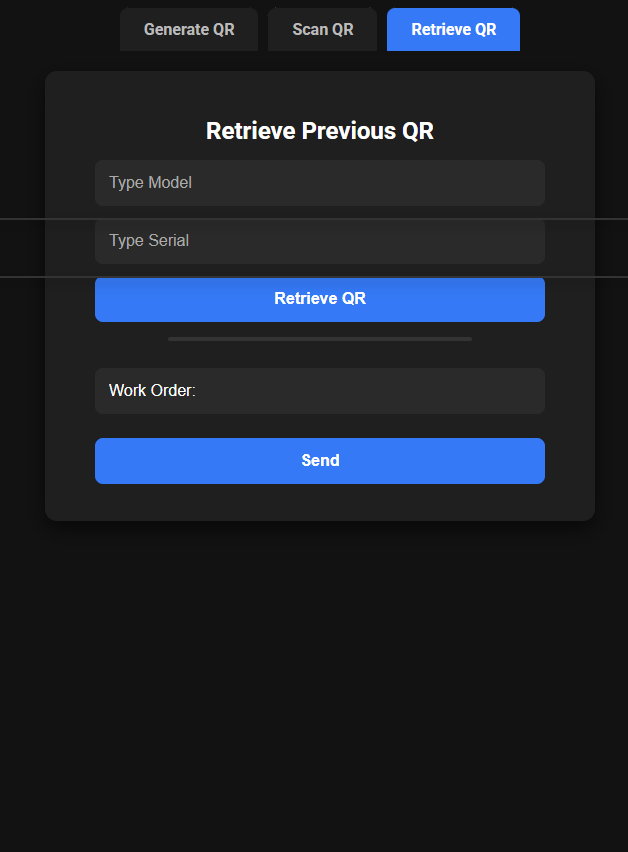 Generate QR Scan QR Retrieve QR
Retrieve Previous QR
Type Model
Type Serial
Retrieve QR
Work Order:
Send